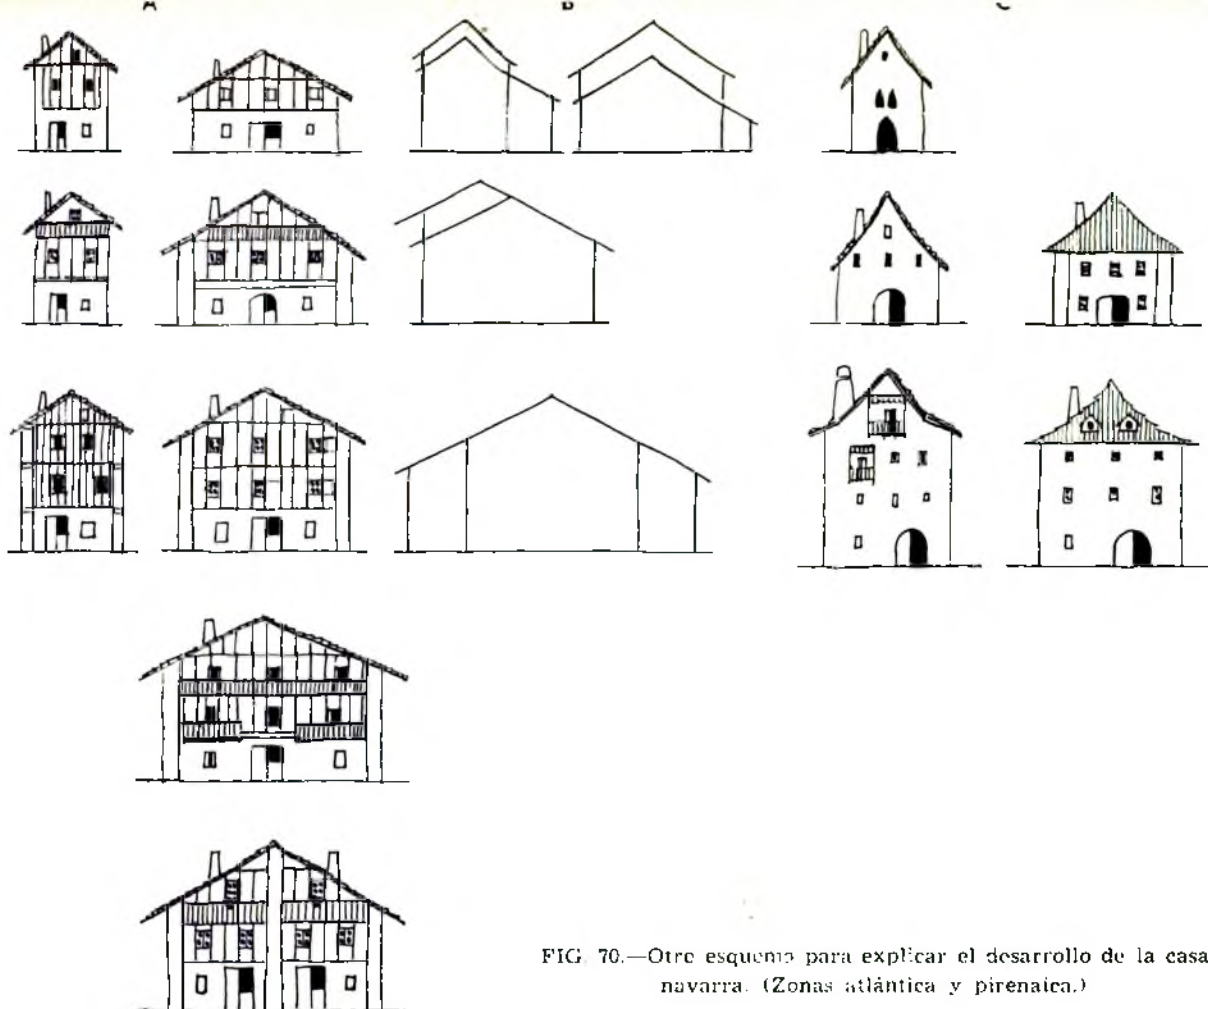 A B C
FIG. 70.—Otro esquema para explicar el desarrollo de la casa
navarra. (Zonas atlántica y pirenaica.)